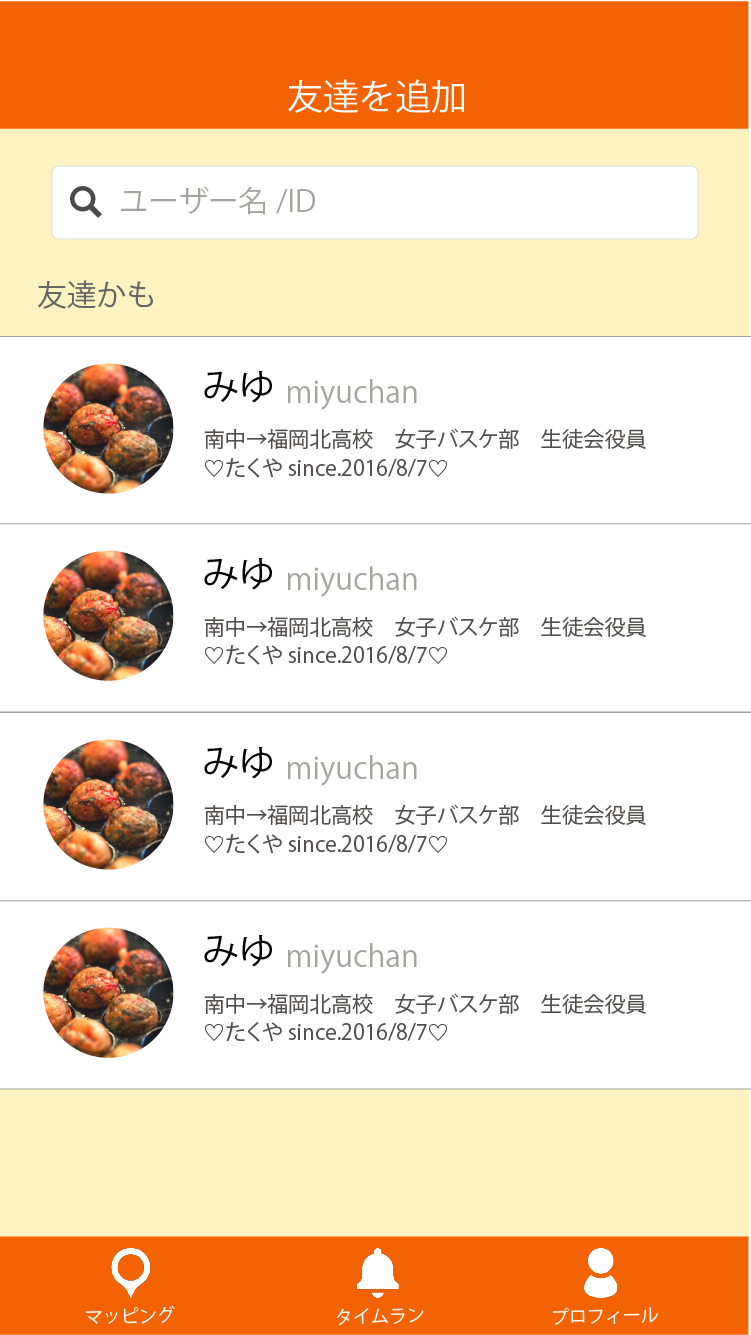 友達を追加
ユーザー名 /ID
友達かも
みゆ miyuchan
南中→福岡北高校　女子バスケ部　生徒会役員
♡たくや since.2016/8/7♡
みゆ miyuchan
南中→福岡北高校　女子バスケ部　生徒会役員
♡たくや since.2016/8/7♡
みゆ miyuchan
南中→福岡北高校　女子バスケ部　生徒会役員
♡たくや since.2016/8/7♡
みゆ miyuchan
南中→福岡北高校　女子バスケ部　生徒会役員
♡たくや since.2016/8/7♡
マッピング タイムラン プロフィール